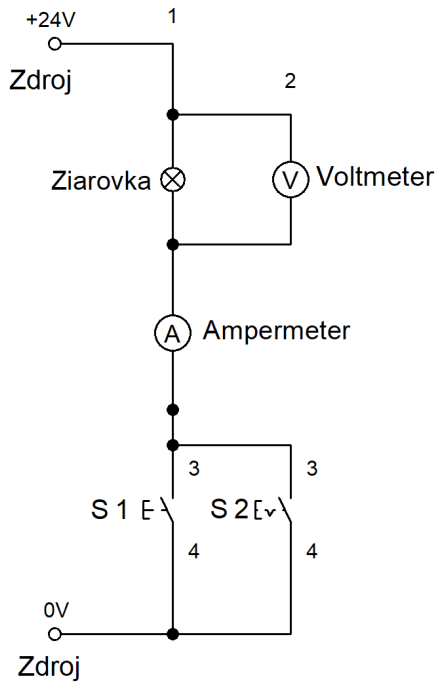 +24V
1
Zdroj
2
Ziarovka
V
Voltmeter
A
Ampermeter
3
3
S 1
S 2
4
4
0V
Zdroj